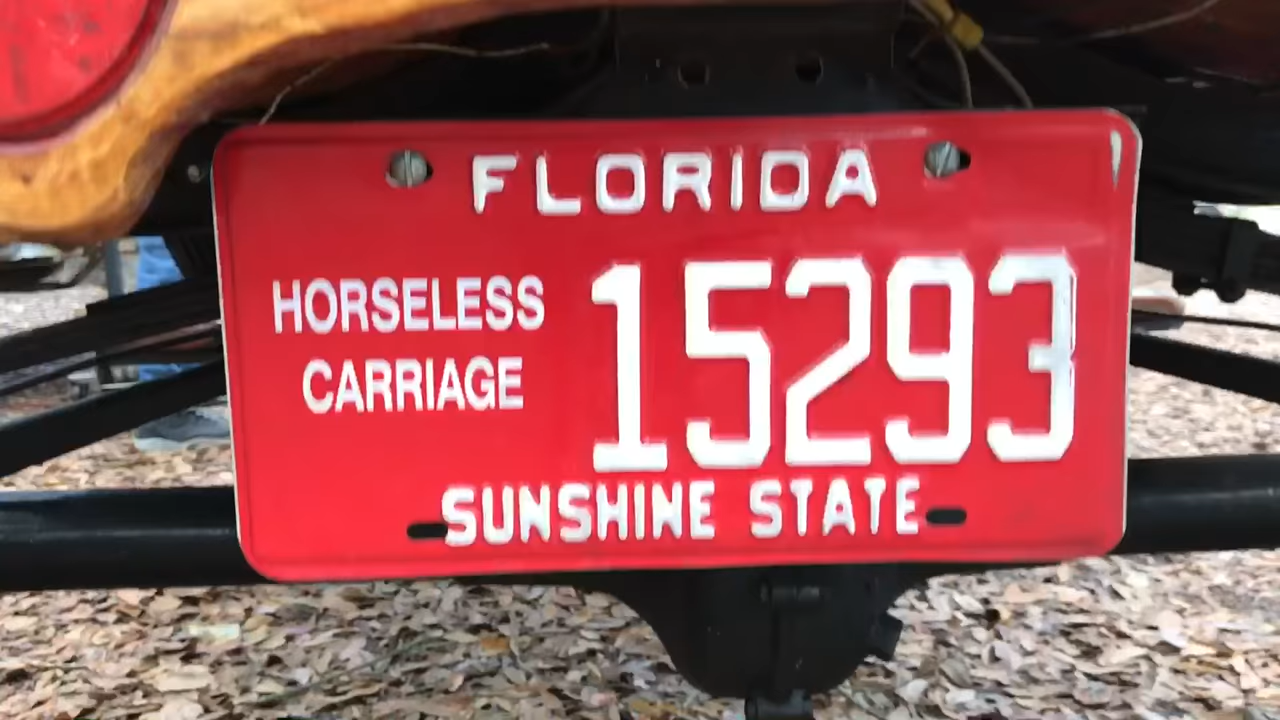 FLORIDA
HORSELESS
CARRIAGE
15293
SUNSHINE STATE